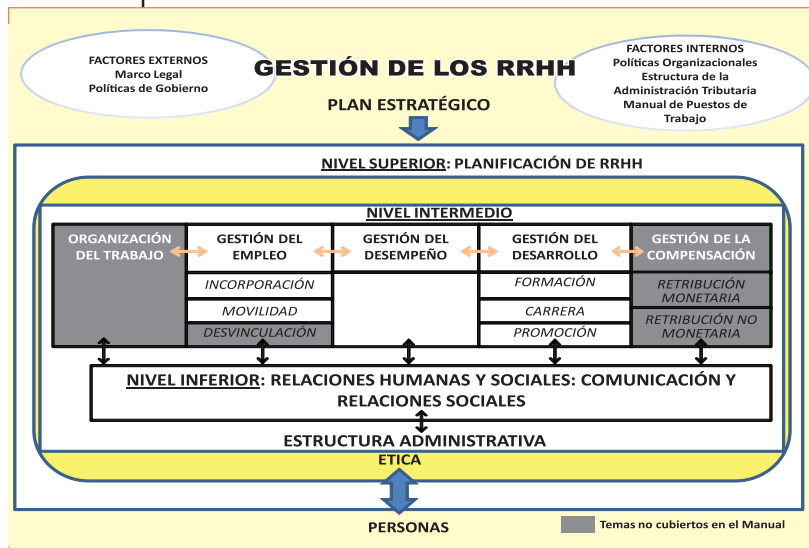 FACTORES EXTERNOS
Marco Legal
Políticas de Gobierno
GESTIÓN DE LOS RRHH
FACTORES INTERNOS
Políticas Organizacionales
Estructura de la
Administración Tributaria
Manual de Puestos de
Trabajo
PLAN ESTRATÉGICO
NIVEL SUPERIOR: PLANIFICACIÓN DE RRHH
NIVEL INTERMEDIO
ORGANIZACIÓN
DEL TRABAJO
GESTIÓN DEL
EMPLEO
INCORPORACIÓN
MOVILIDAD
DESVINCULACIÓN
GESTIÓN DEL
DESEMPEÑO
GESTIÓN DEL
DESARROLLO
FORMACIÓN
CARRERA
PROMOCIÓN
GESTIÓN DE LA
COMPENSACIÓN
RETRIBUCIÓN
MONETARIA
RETRIBUCIÓN NO
MONETARIA
NIVEL INFERIOR: RELACIONES HUMANAS Y SOCIALES: COMUNICACIÓN Y
RELACIONES SOCIALES
ESTRUCTURA ADMINISTRATIVA
ETICA
PERSONAS
Temas no cubiertos en el Manual